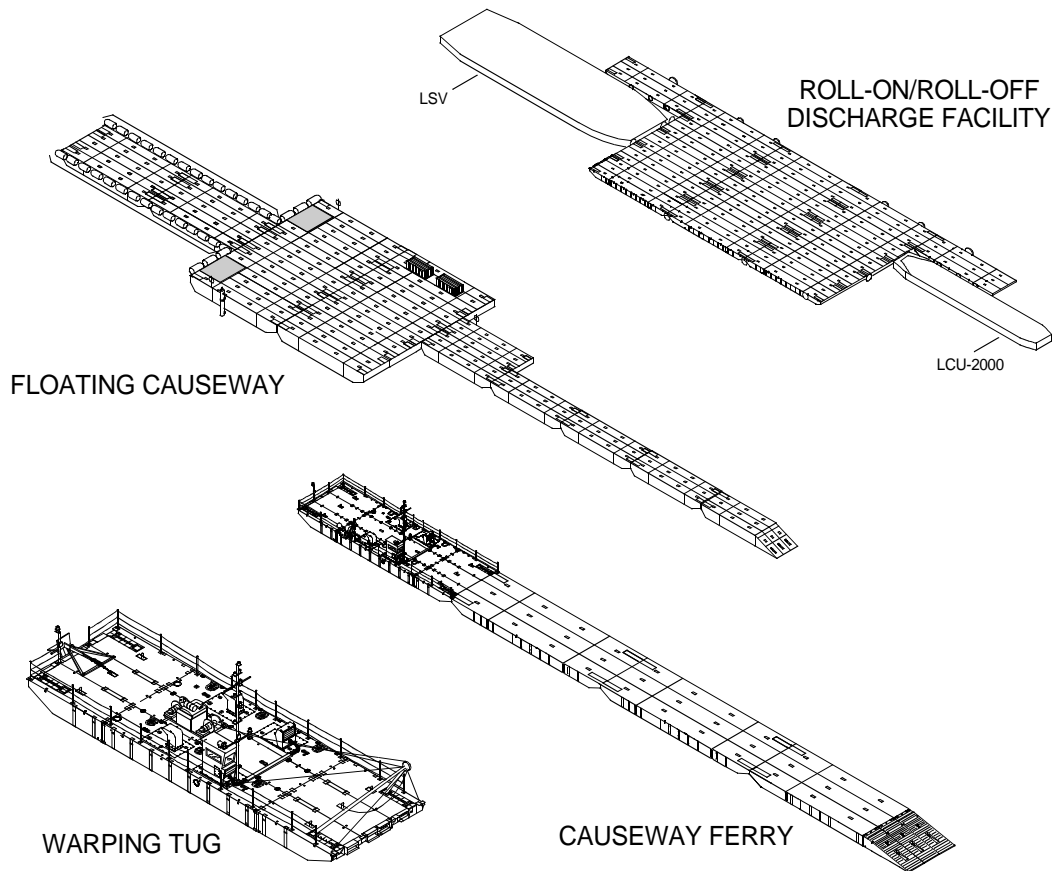 LSV
ROLL-ON/ROLL-OFF
DISCHARGE FACILITY
LCU-2000
FLOATING CAUSEWAY
WARPING TUG
CAUSEWAY FERRY